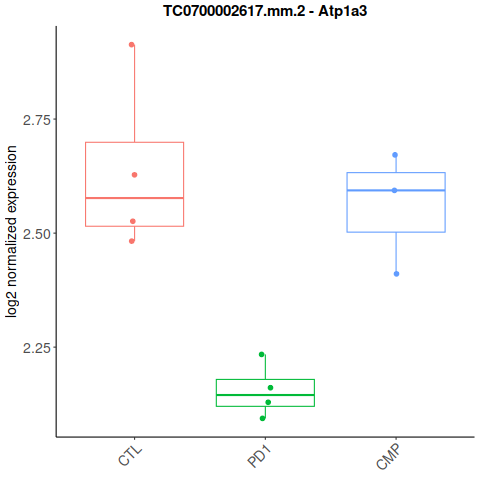 TC0700002617.mm.2 - Atp1a3
log2 normalized expression
2.75
2.50
2.25
CTL
PD1
CMP